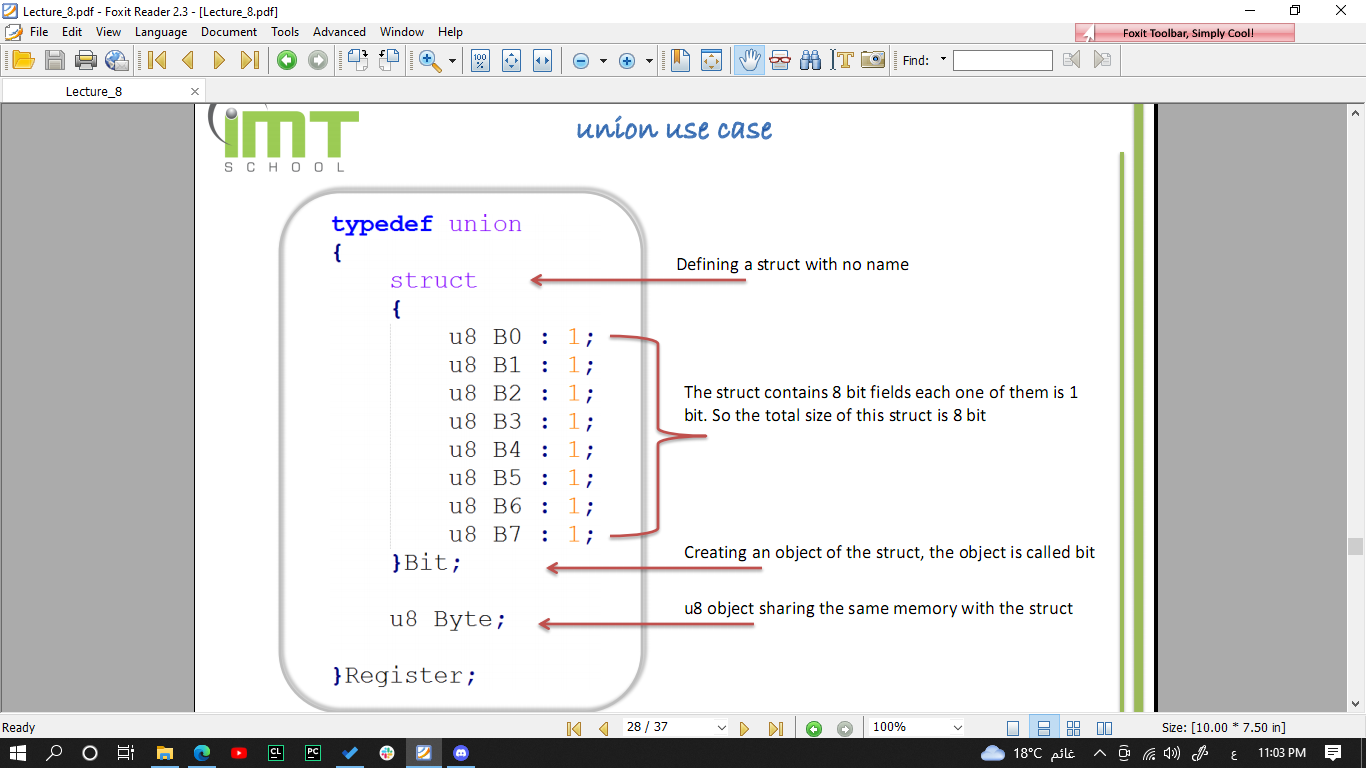 Lecture_8.pdf - Foxit Reader 2.3 - [Lecture_8.pdf]
File Edit View Language Document Tools Advanced Window Help
Foxit Toolbar, Simply Cool!
100 %
Find:
Lecture_8
iMT
SCHOOL
union use case
typedef union
{
struct
Defining a struct with no name
{
u8 B0 : 1;
u8 B1 : 1;
u8 B2 : 1;
The struct contains 8 bit fields each one of them is 1
bit. So the total size of this struct is 8 bit
u8 B3 : 1;
u8 B4 : 1;
u8 B5 : 1;
u8 B6 : 1;
u8 B7 : 1;
}Bit;
Creating an object of the struct, the object is called bit
u8 Byte;
u8 object sharing the same memory with the struct
}Register;
Ready
28 / 37
100%
Size: [10.00 * 7.50 in]
CL
PC
18°C غائم
ع
11:03 PM